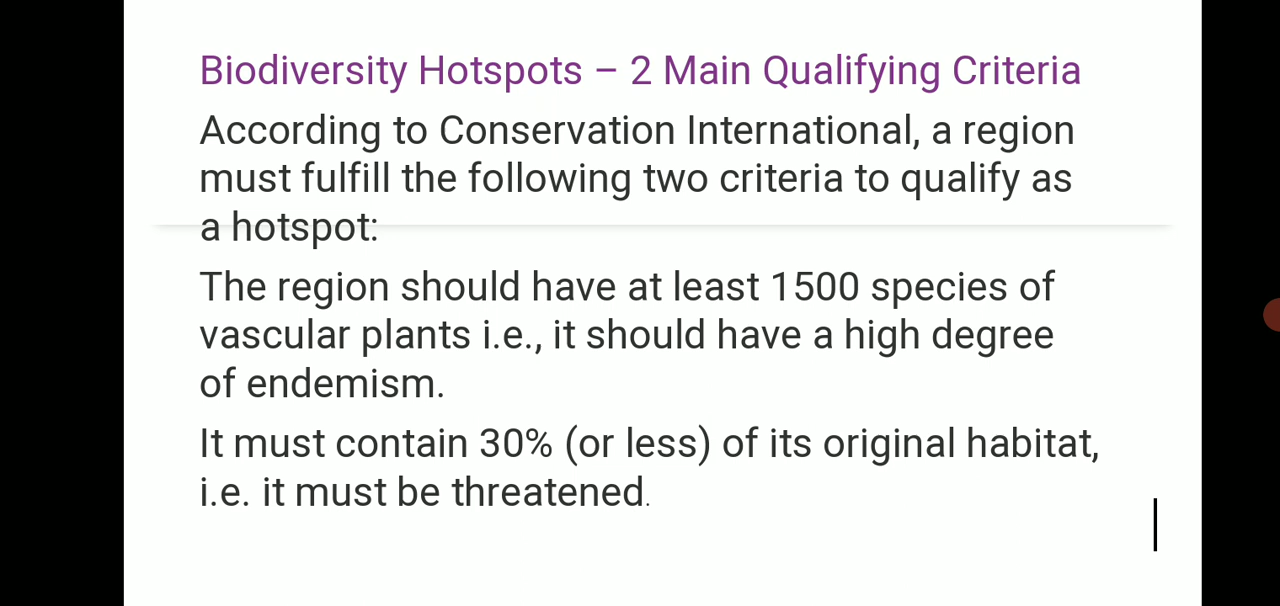 Biodiversity Hotspots – 2 Main Qualifying Criteria
According to Conservation International, a region
must fulfill the following two criteria to qualify as
a hotspot:
The region should have at least 1500 species of
vascular plants i.e., it should have a high degree
of endemism.
It must contain 30% (or less) of its original habitat,
i.e. it must be threatened.